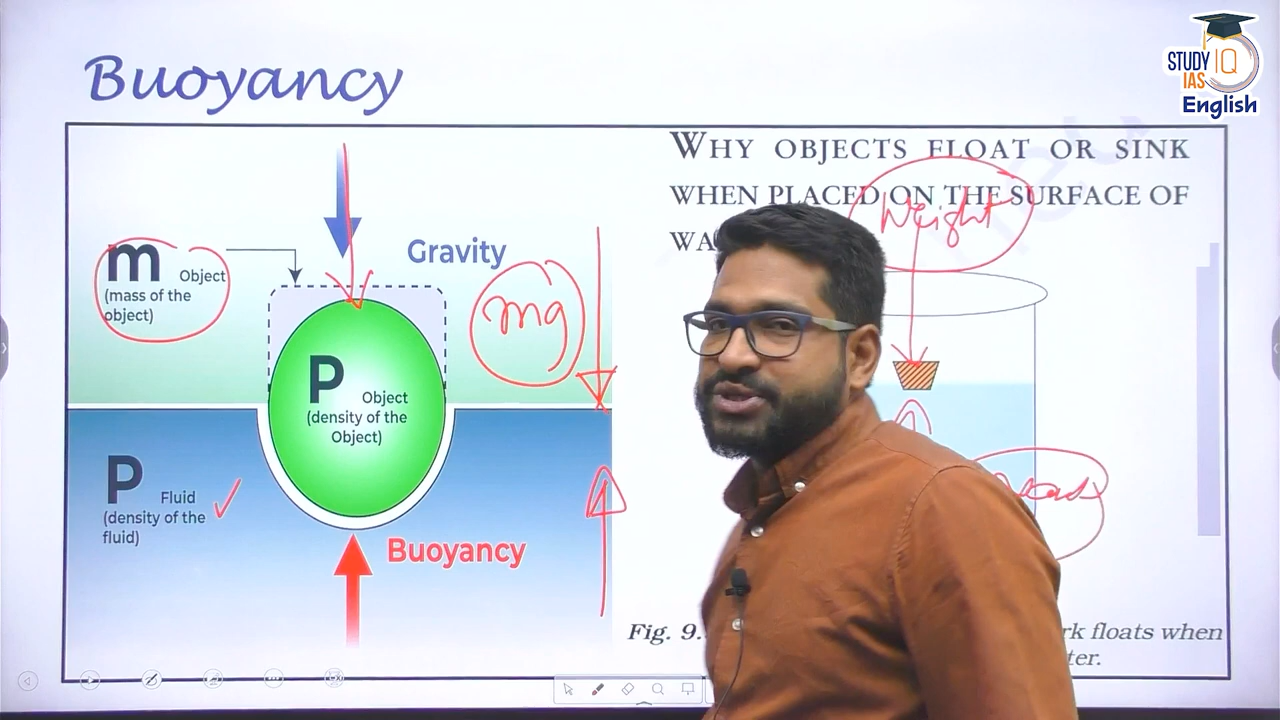 Buoyancy
STUDY IQ
IAS
English
WHY OBJECTS FLOAT OR SINK
WHEN PLACED ON THE SURFACE OF
WA
Weight
Gravity
m Object
(mass of the
object)
mg
P Object
(density of the
Object)
P Fluid
(density of the
fluid)
Buoyancy
Fig. 9.
rk floats when
ter.